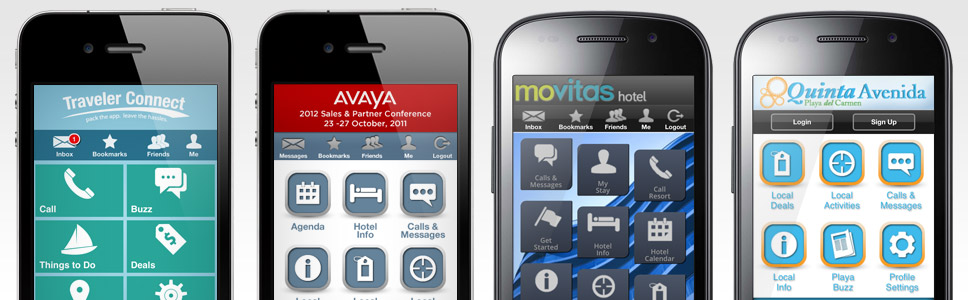 Traveler Connect
pack the app. leave the hassles
1
Inbox
Bookmarks
Friends
Me
Call
Buzz
Things to Do
Deals
AVAYA
2012 Sales & Partner Conference
23 -27 October, 2011
Messages
Bookmarks
Friends
Me
Logout
Agenda
Hotel
Info
Calls &
Messages
Local
Local
Local
movitas hotel
Inbox
Bookmarks
Friends
Me
Logout
Calls &
Messages
My
Stay
Call
Resort
Get
Started
Hotel
Info
Hotel
Calendar
Quinta Avenida
Playa del Carmen
Login
Sign Up
Local
Deals
Local
Activities
Calls &
Messages
Local
Info
Playa
Buzz
Profile
Settings